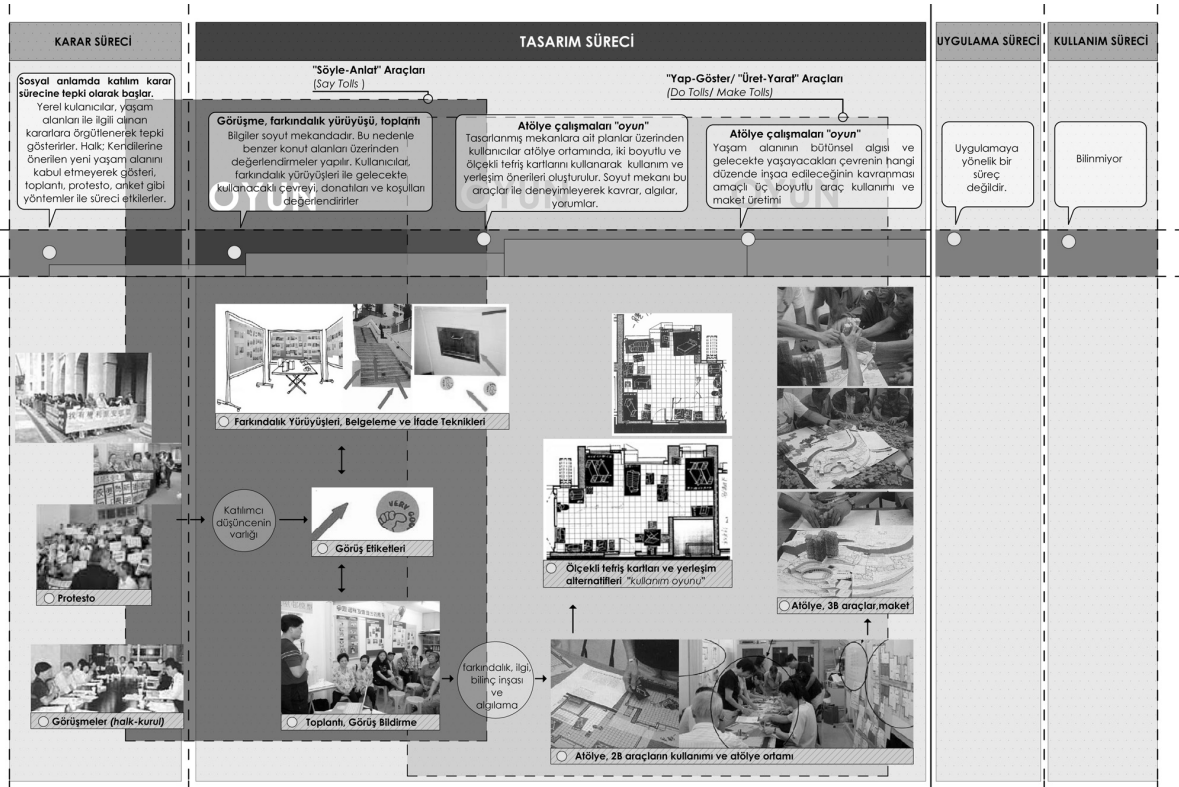 KARAR SÜRECİ
TASARIM SÜRECİ
UYGULAMA SÜRECİ
KULLANIM SÜRECİ
"Söyle-Anlat" Araçları
(Say Tolls )
"Yap-Göster/ "Üret-Yarat" Araçları
(Do Tolls/ Make Tolls)
Sosyal anlamda katılım karar
sürecine tepki olarak başlar.
Yerel kulanıcılar, yaşam
alanları ile ilgili alınan
kararlara örgütlenerek tepki
gösterirler. Halk; Kendilerine
önerilen yeni yaşam alanını
kabul etmeyerek gösteri,
toplantı, protesto, anket gibi
yöntemler ile süreci etkilerler.
Görüşme, farkındalık yürüyüşü, toplantı
Bilgiler soyut mekandadır. Bu nedenle
benzer konut alanları üzerinden
değerlendirmeler yapılır. Kullanıcılar,
farkındalık yürüyüşleri ile gelecekte
kullanacaklı çevreyi, donatıları ve koşulları
değerlendirirler
OYUN
Atölye çalışmaları "oyun"
Tasarlanmış mekanlara ait planlar üzerinden
kullanıcılar atölye ortamında, iki boyutlu ve
ölçekli tefriş kartlarını kullanarak kullanım ve
yerleşim önerileri oluşturulur. Soyut mekanı bu
araçlar ile deneyimleyerek kavrar, algılar,
yorumlar.
OYUN
Atölye çalışmaları "oyun"
Yaşam alanının bütünsel algısı ve
gelecekte yaşayacakları çevrenin hangi
düzende inşa edileceğinin kavranması
amaçlı üç boyutlu araç kullanımı ve
maket üretimi
OYUN
Uygulamaya
yönelik bir
süreç
değildir.
Bilinmiyor
Farkındalık Yürüyüşleri, Belgeleme ve İfade Teknikleri
Katılımcı
düşüncenin
varlığı
VERY GOOD
Görüş Etiketleri
Protesto
Görüşmeler (halk-kurul)
Toplantı, Görüş Bildirme
farkındalık, ilgi,
bilinç inşası
ve
algılama
Ölçekli tefriş kartları ve yerleşim
alternatifleri "kullanım oyunu"
Atölye, 3B araçlar,maket
Atölye, 2B araçların kullanımı ve atölye ortamı